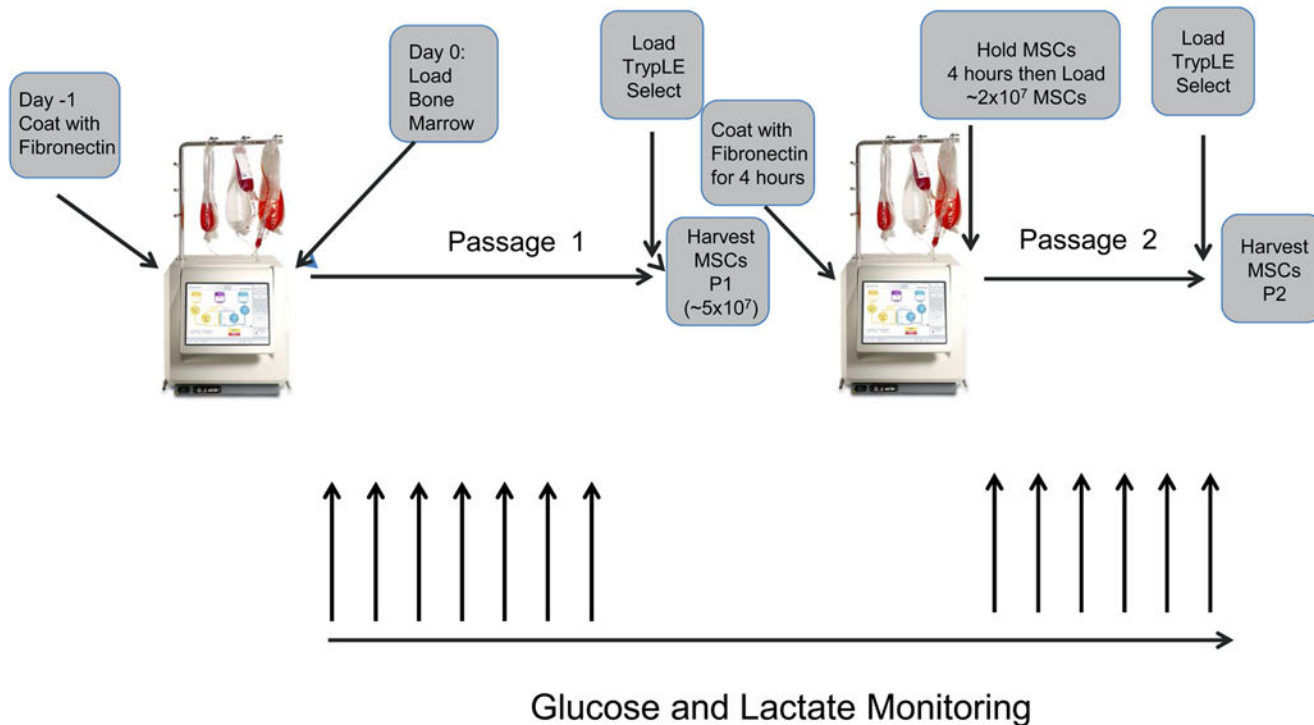 Day -1
Coat with
Fibronectin
Day 0:
Load
Bone
Marrow
Load
TrypLE
Select
Passage 1
Harvest
MSCs
P1
(~5x10⁷)
Coat with
Fibronectin
for 4 hours
Hold MSCs
4 hours then Load
~2x10⁷ MSCs
Load
TrypLE
Select
Passage 2
Harvest
MSCs
P2
Glucose and Lactate Monitoring